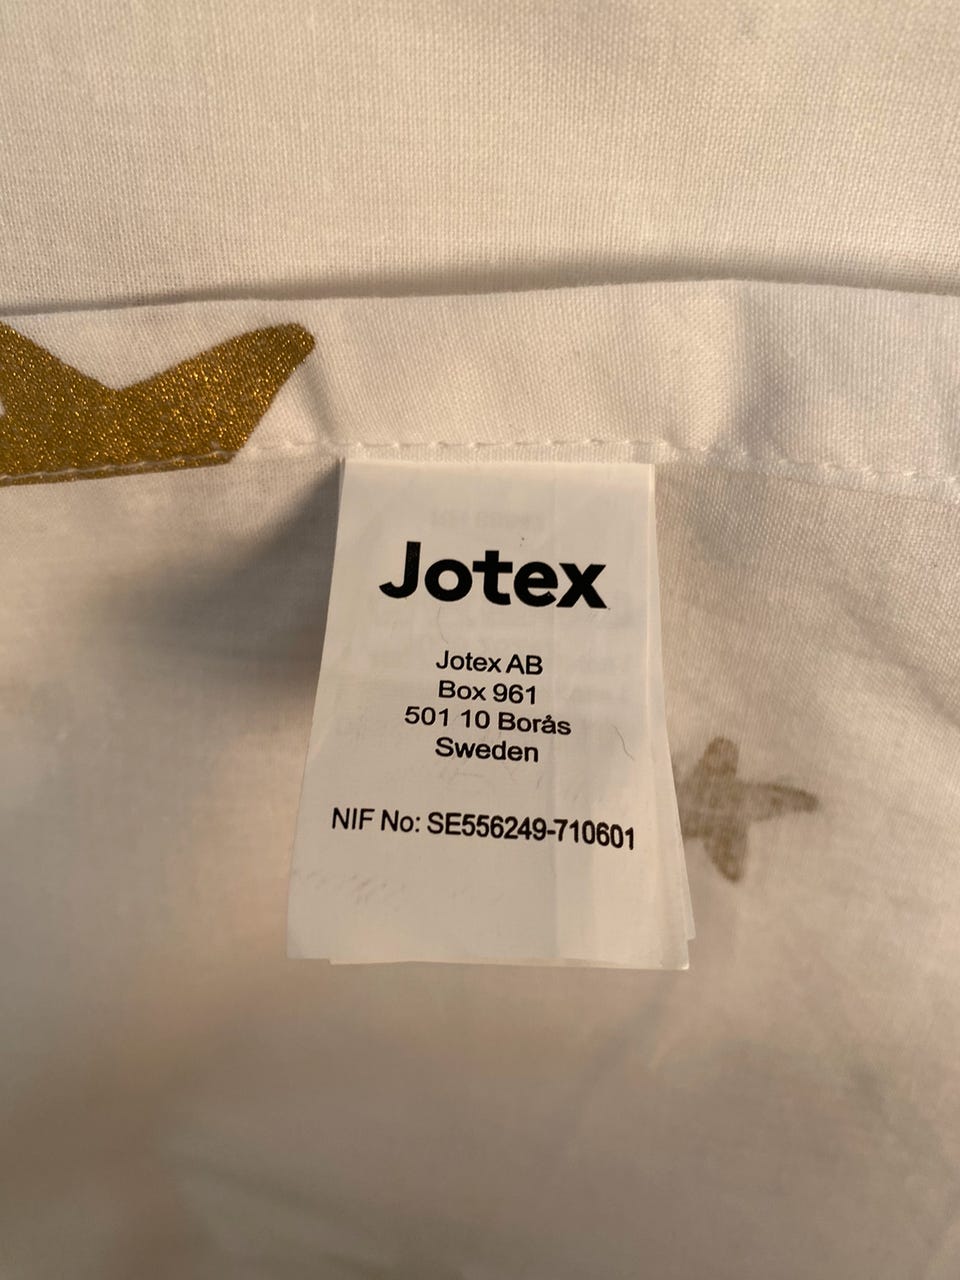 Jotex
Jotex AB
Box 961
501 10 Borås
Sweden
NIF No: SE556249-710601